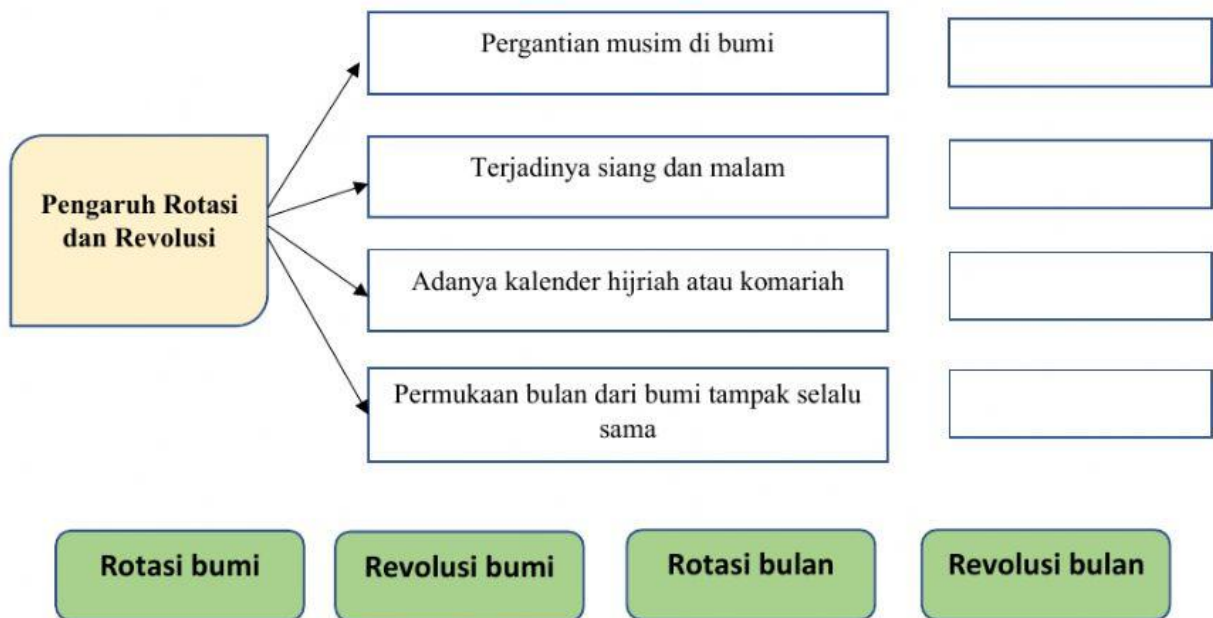 Pengaruh Rotasi
dan Revolusi
Pergantian musim di bumi
Terjadinya siang dan malam
Adanya kalender hijriah atau komariah
Permukaan bulan dari bumi tampak selalu
sama
Rotasi bumi
Revolusi bumi
Rotasi bulan
Revolusi bulan